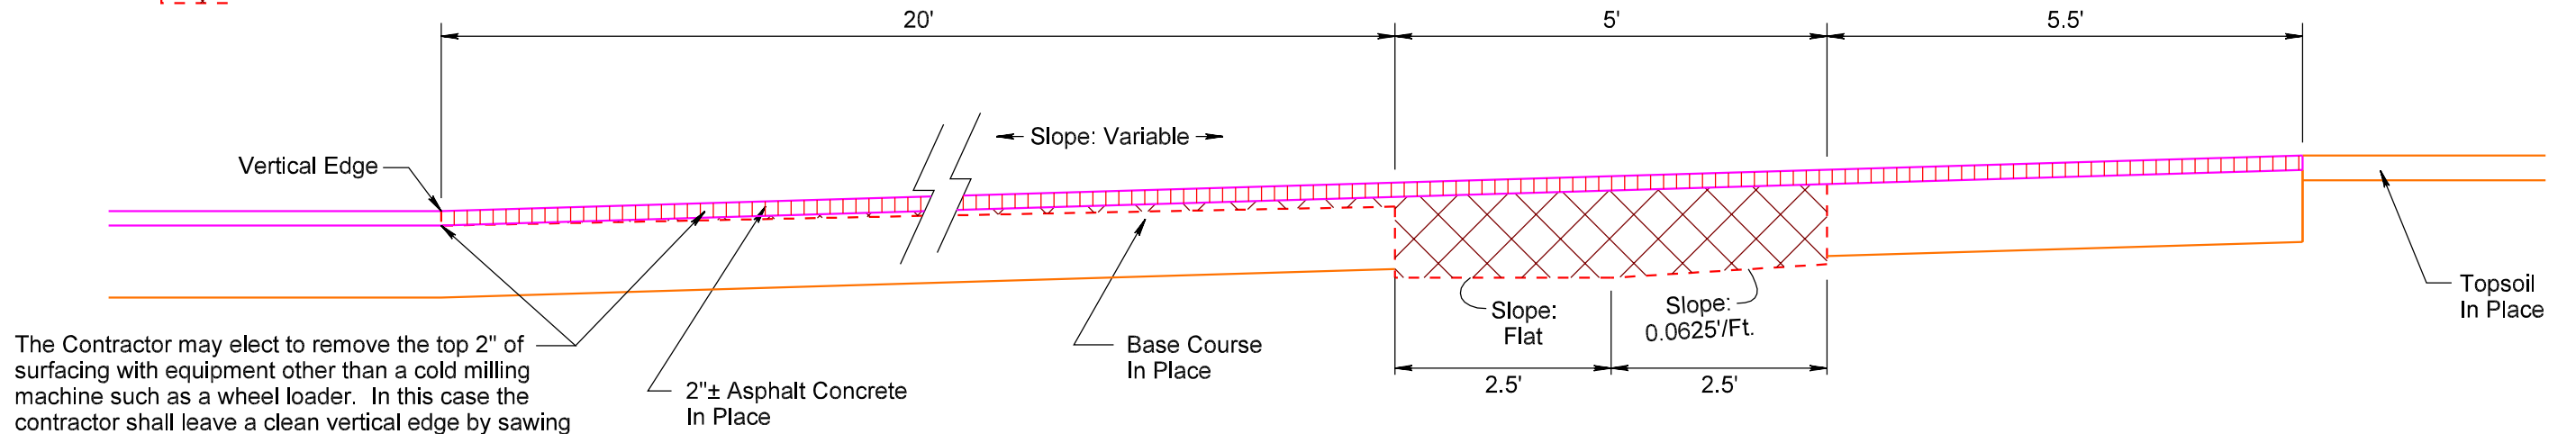 20'
5'
5.5'
Slope: Variable
Vertical Edge
Topsoil
In Place
Slope:
Flat
Slope:
0.0625'/Ft.
2.5'
2.5'
Base Course
In Place
2"± Asphalt Concrete
In Place
The Contractor may elect to remove the top 2" of
surfacing with equipment other than a cold milling
machine such as a wheel loader. In this case the
contractor shall leave a clean vertical edge by sawing